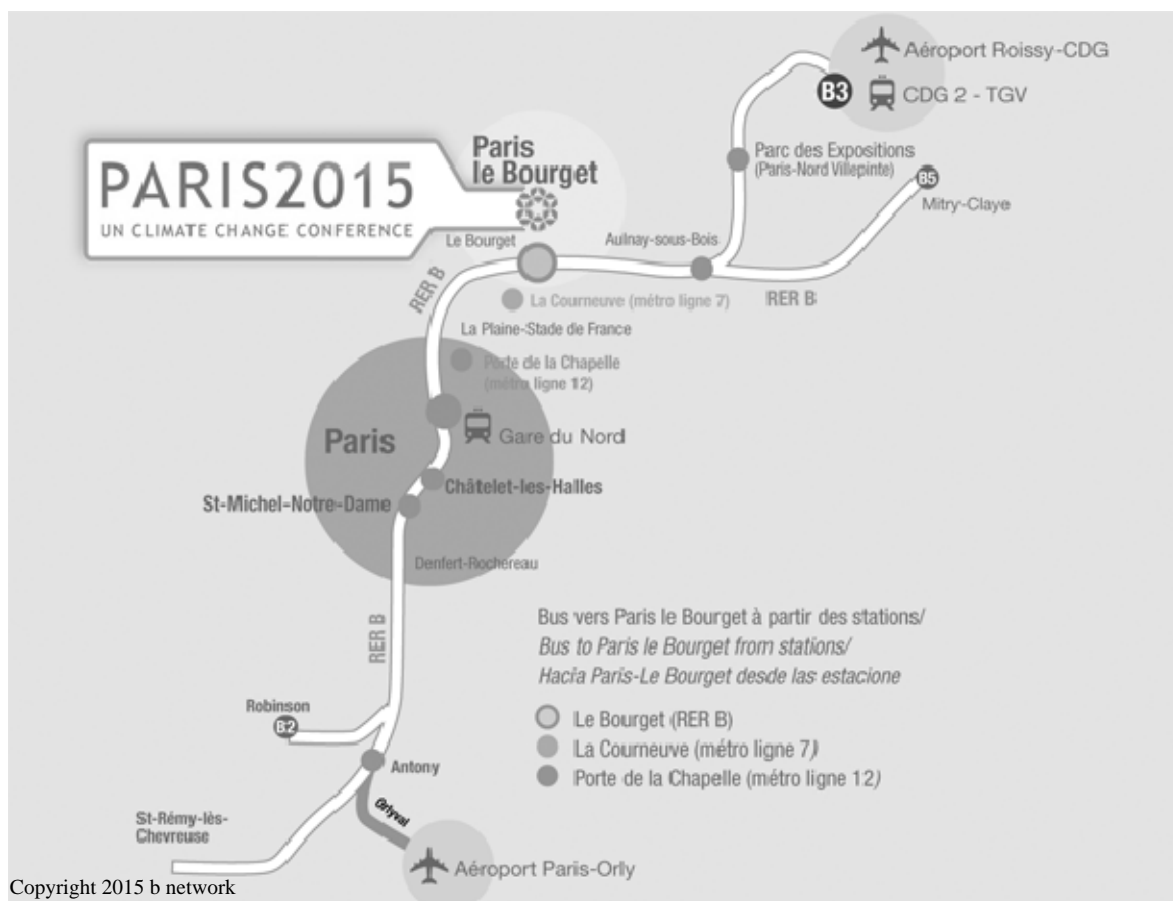 Aéroport Roissy-CDG
B3
CDG 2 - TGV
Paris
le Bourget
Parc des Expositions
(Paris-Nord Villepinte)
B5
Mitry-Claye
PARIS2015
UN CLIMATE CHANGE CONFERENCE
Le Bourget
Aulnay-sous-Bois
RER B
RER B
La Courneuve (métro ligne 7)
La Plaine-Stade de France
Porte de la Chapelle
(métro ligne 12)
Paris
Gare du Nord
Châtelet-les-Halles
St-Michel-Notre-Dame
Denfert-Rochereau
RER B
Bus vers Paris le Bourget à partir des stations/
Bus to Paris le Bourget from stations/
Hacia Paris-Le Bourget desde las estacione
Le Bourget (RER B)
La Courneuve (métro ligne 7)
Porte de la Chapelle (métro ligne 12)
Robinson
B2
Antony
Orlyval
St-Rémy-lès-
Chevreuse
Aéroport Paris-Orly
Copyright 2015 b network